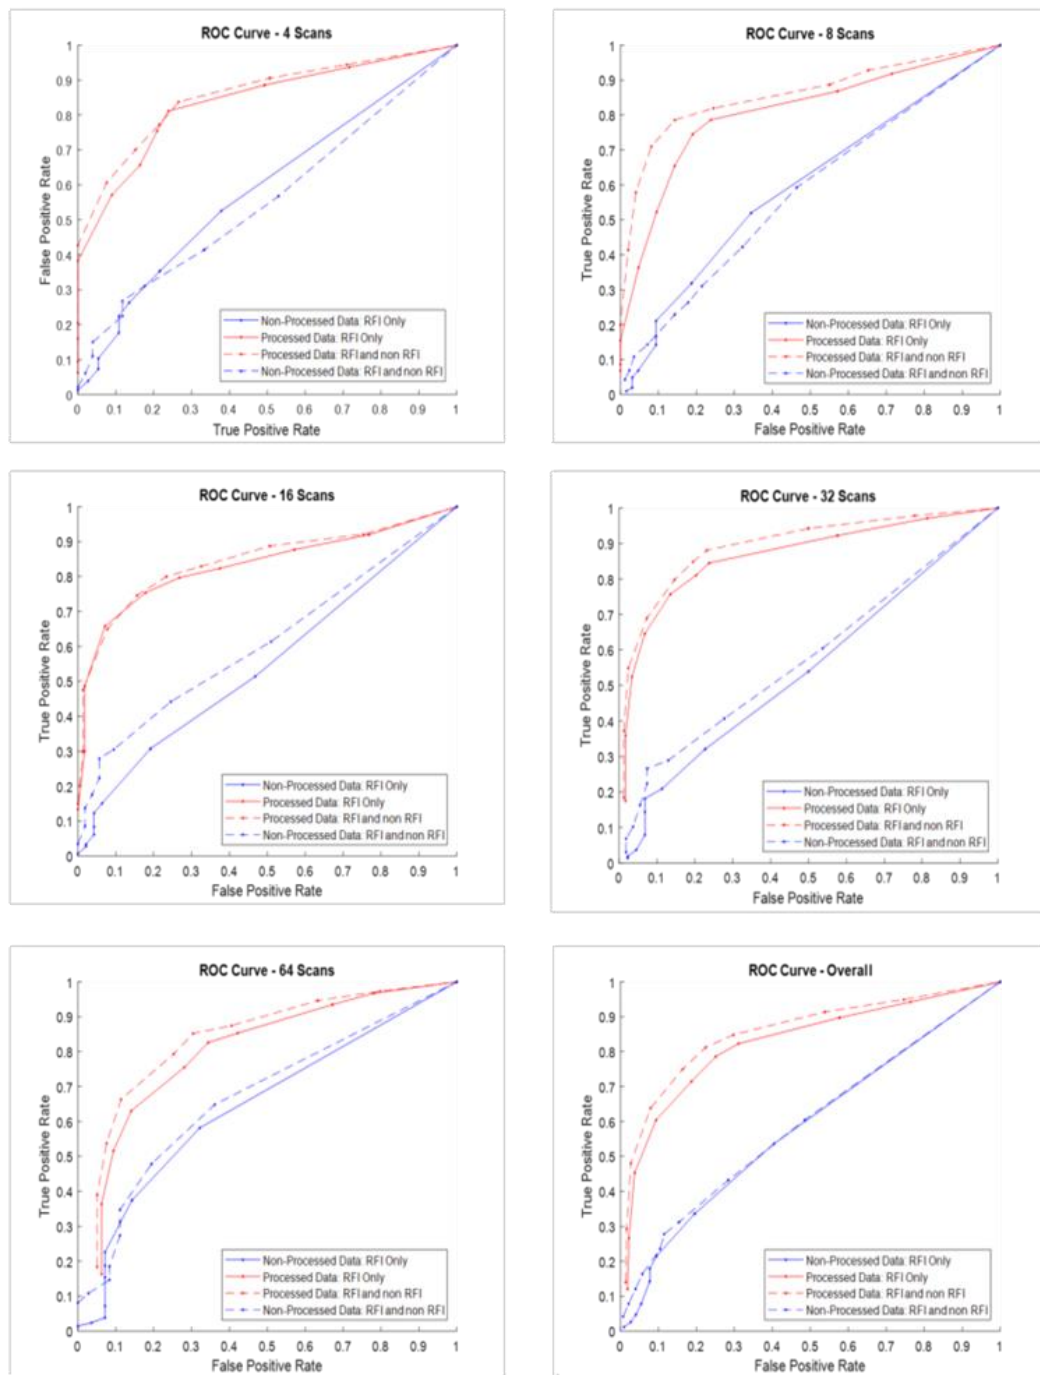 ROC Curve - 4 Scans
False Positive Rate
1
0.9
0.8
0.7
0.6
0.5
0.4
0.3
0.2
0.1
0
Non-Processed Data: RFI Only
Processed Data: RFI Only
Processed Data: RFI and non RFI
Non-Processed Data: RFI and non RFI
0 0.1 0.2 0.3 0.4 0.5 0.6 0.7 0.8 0.9 1
True Positive Rate
ROC Curve - 8 Scans
True Positive Rate
1
0.9
0.8
0.7
0.6
0.5
0.4
0.3
0.2
0.1
0
Non-Processed Data: RFI Only
Processed Data: RFI Only
Processed Data: RFI and non RFI
Non-Processed Data: RFI and non RFI
0 0.1 0.2 0.3 0.4 0.5 0.6 0.7 0.8 0.9 1
False Positive Rate
ROC Curve - 16 Scans
True Positive Rate
1
0.9
0.8
0.7
0.6
0.5
0.4
0.3
0.2
0.1
0
Non-Processed Data: RFI Only
Processed Data: RFI Only
Processed Data: RFI and non RFI
Non-Processed Data: RFI and non RFI
0 0.1 0.2 0.3 0.4 0.5 0.6 0.7 0.8 0.9 1
False Positive Rate
ROC Curve - 32 Scans
True Positive Rate
1
0.9
0.8
0.7
0.6
0.5
0.4
0.3
0.2
0.1
0
Non-Processed Data: RFI Only
Processed Data: RFI Only
Processed Data: RFI and non RFI
Non-Processed Data: RFI and non RFI
0 0.1 0.2 0.3 0.4 0.5 0.6 0.7 0.8 0.9 1
False Positive Rate
ROC Curve - 64 Scans
True Positive Rate
1
0.9
0.8
0.7
0.6
0.5
0.4
0.3
0.2
0.1
0
Non-Processed Data: RFI Only
Processed Data: RFI Only
Processed Data: RFI and non RFI
Non-Processed Data: RFI and non RFI
0 0.1 0.2 0.3 0.4 0.5 0.6 0.7 0.8 0.9 1
False Positive Rate
ROC Curve - Overall
True Positive Rate
1
0.9
0.8
0.7
0.6
0.5
0.4
0.3
0.2
0.1
0
Non-Processed Data: RFI Only
Processed Data: RFI Only
Processed Data: RFI and non RFI
Non-Processed Data: RFI and non RFI
0 0.1 0.2 0.3 0.4 0.5 0.6 0.7 0.8 0.9 1
False Positive Rate